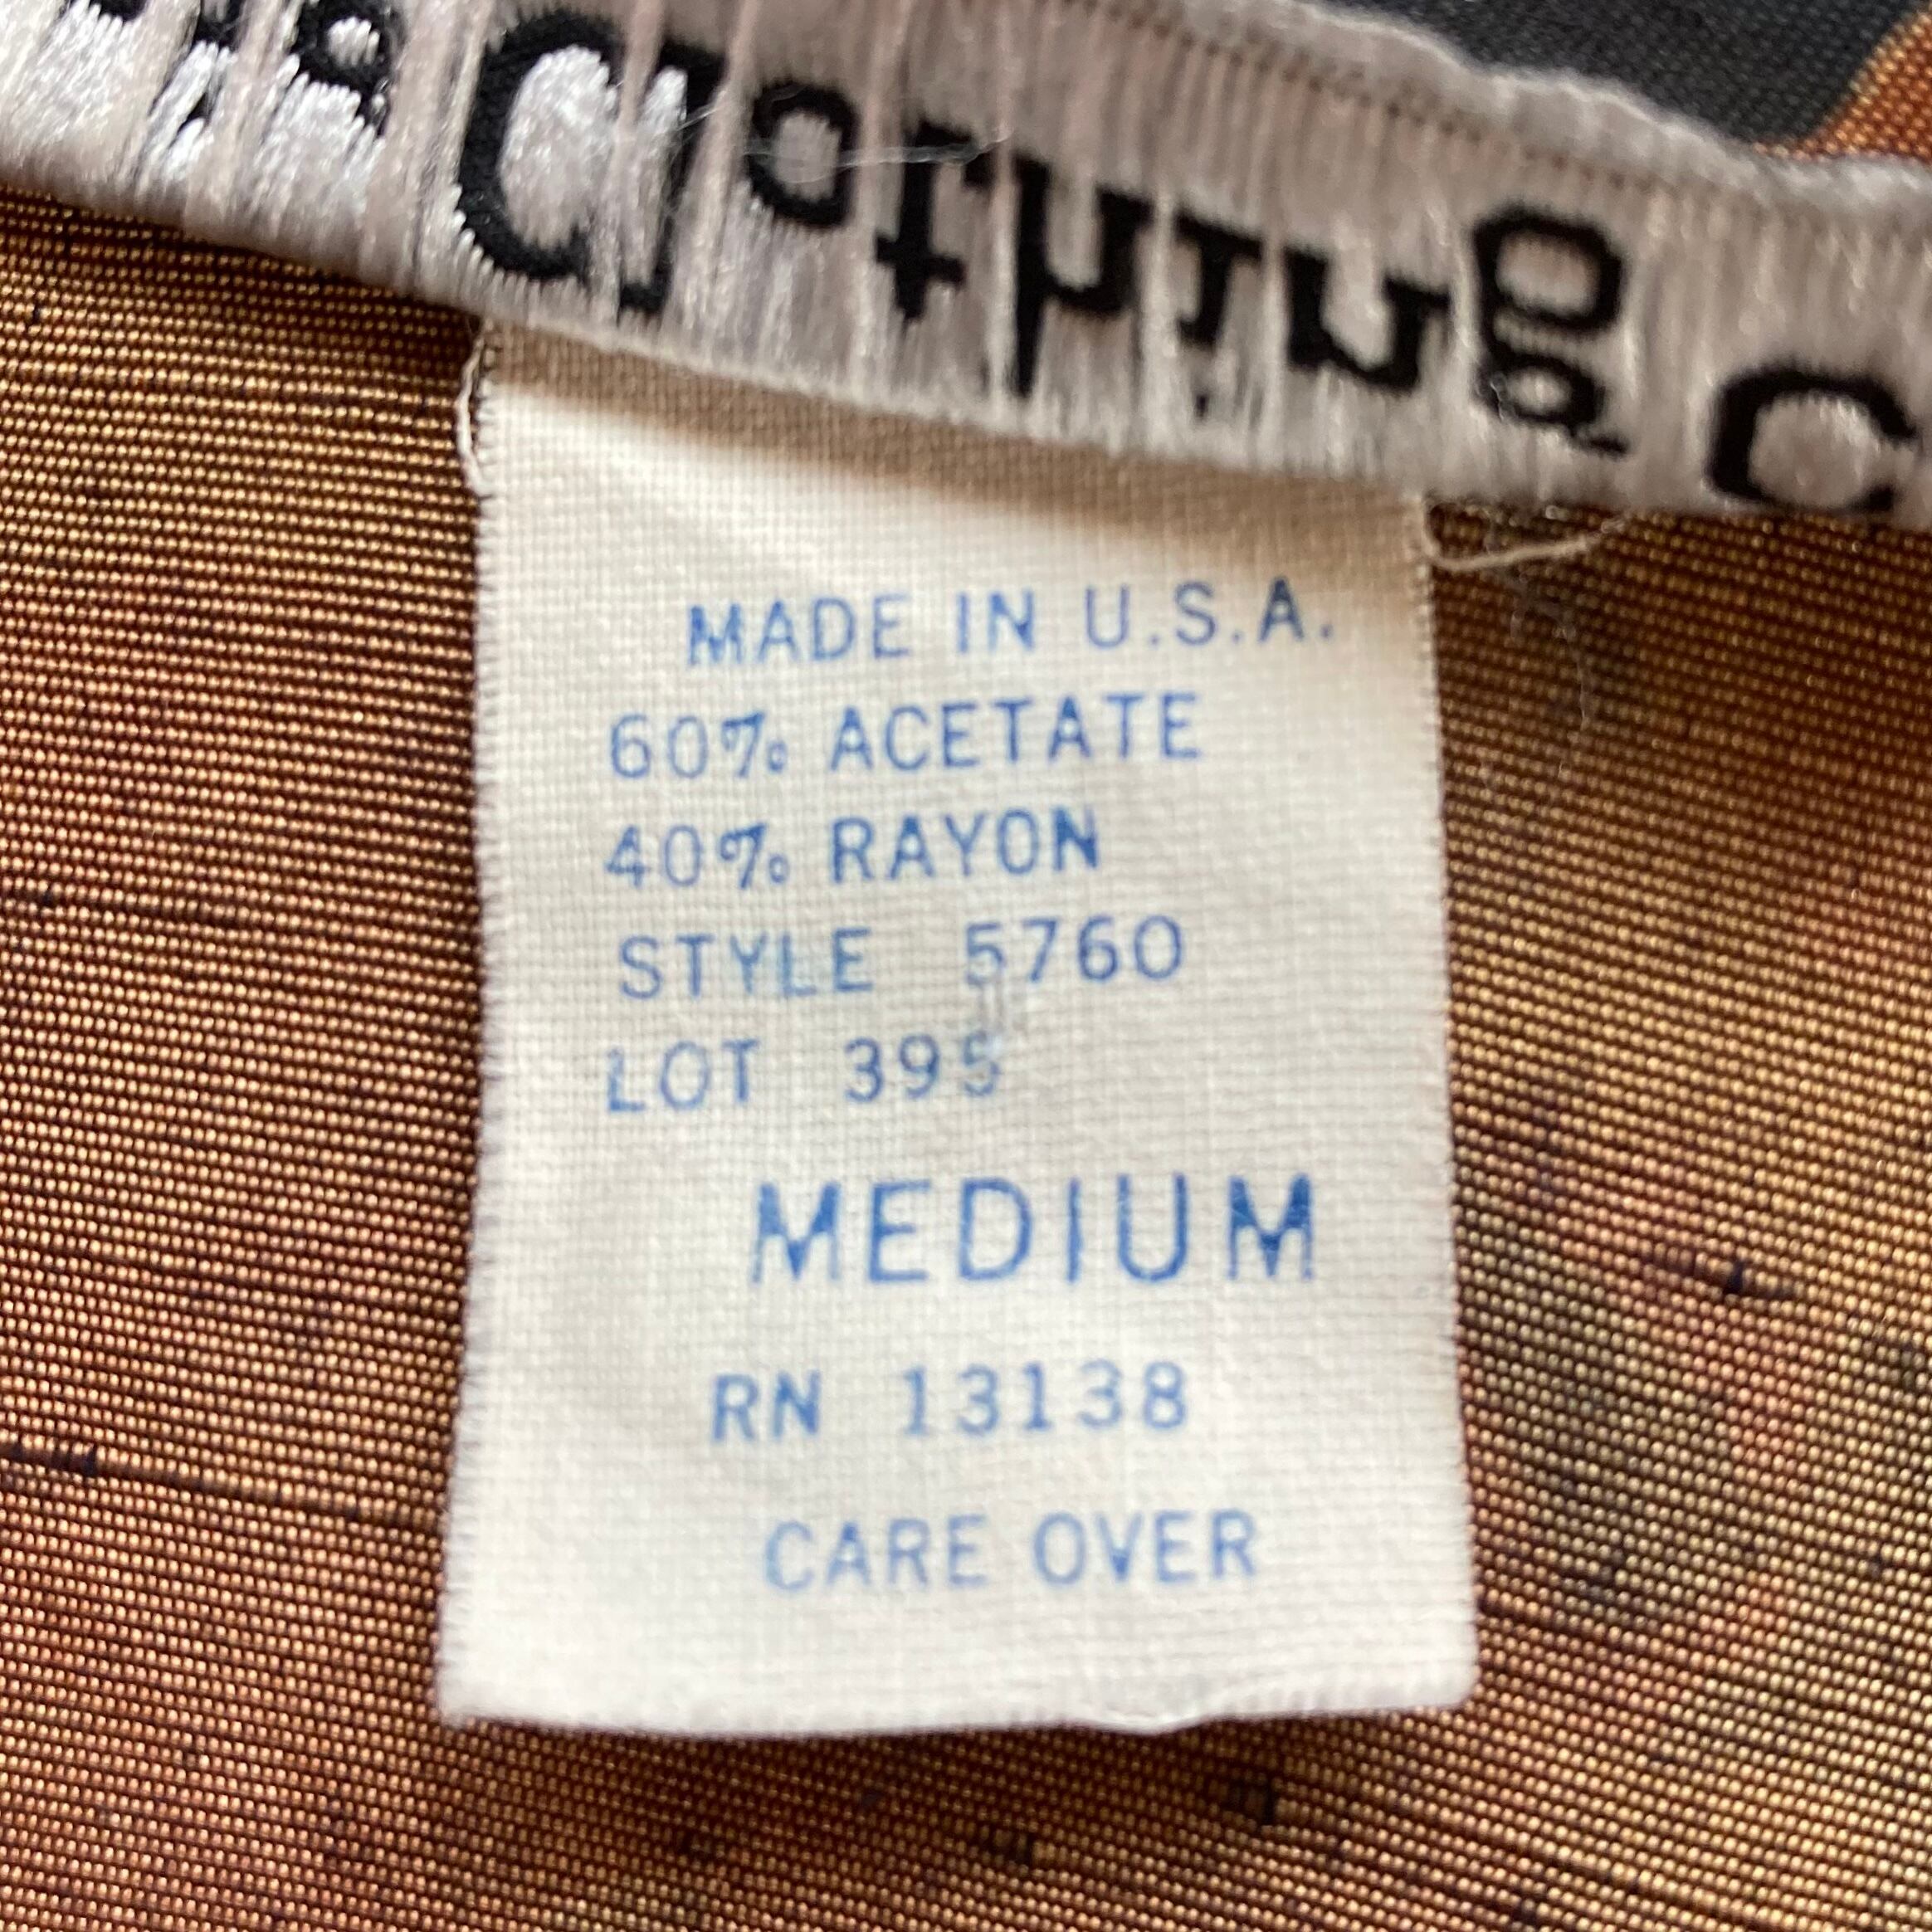 Clothing C
MADE IN U.S.A.
60% ACETATE
40% RAYON
STYLE 5760
LOT 395
MEDIUM
RN 13138
CARE OVER